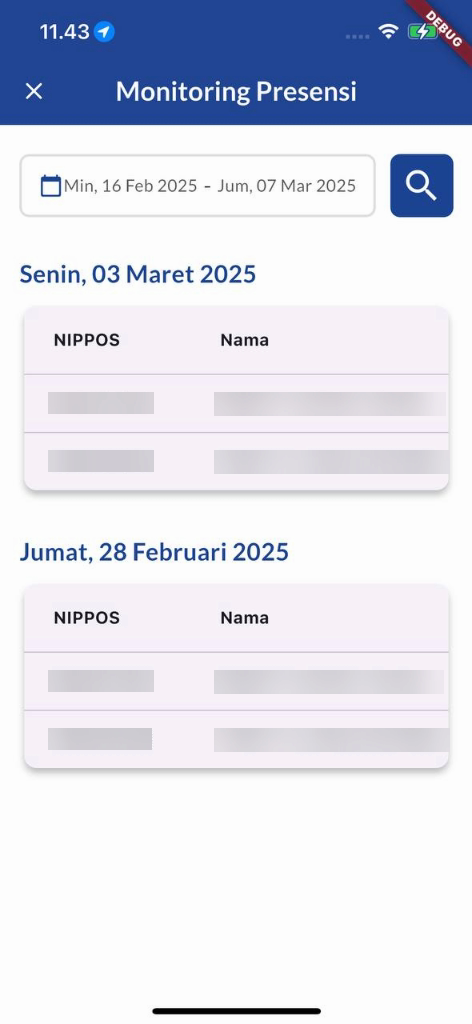 11.43
DEBUG
Monitoring Presensi
Min, 16 Feb 2025 - Jum, 07 Mar 2025
Senin, 03 Maret 2025
NIPPOS Nama
Jumat, 28 Februari 2025
NIPPOS Nama